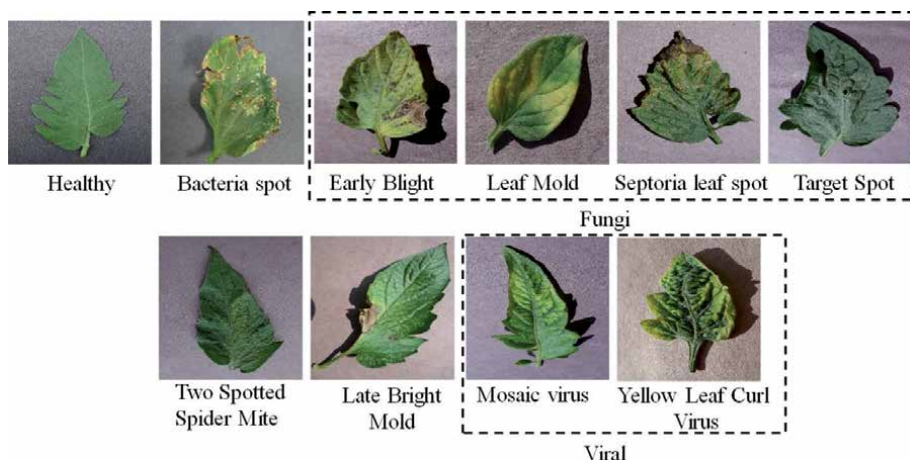 Healthy
Bacteria spot
Early Blight
Leaf Mold
Septoria leaf spot
Target Spot
Fungi
Two Spotted
Spider Mite
Late Bright
Mold
Mosaic virus
Yellow Leaf Curl
Virus
Viral